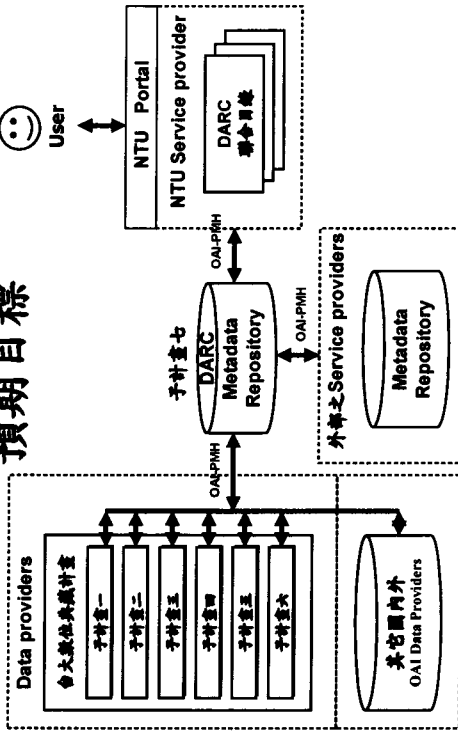 預期目標
Data providers
台大數位典藏計畫
子計畫一
子計畫二
子計畫三
子計畫四
子計畫五
子計畫六
其它國內外
OAI Data Providers
OAI-PMH
子計畫七
DARC
Metadata
Repository
OAI-PMH
OAI-PMH
外部之Service providers
Metadata
Repository
User
NTU Portal
NTU Service provider
DARC
聯合目錄